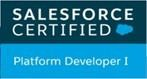 SALESFORCE
CERTIFIED
Platform Developer I